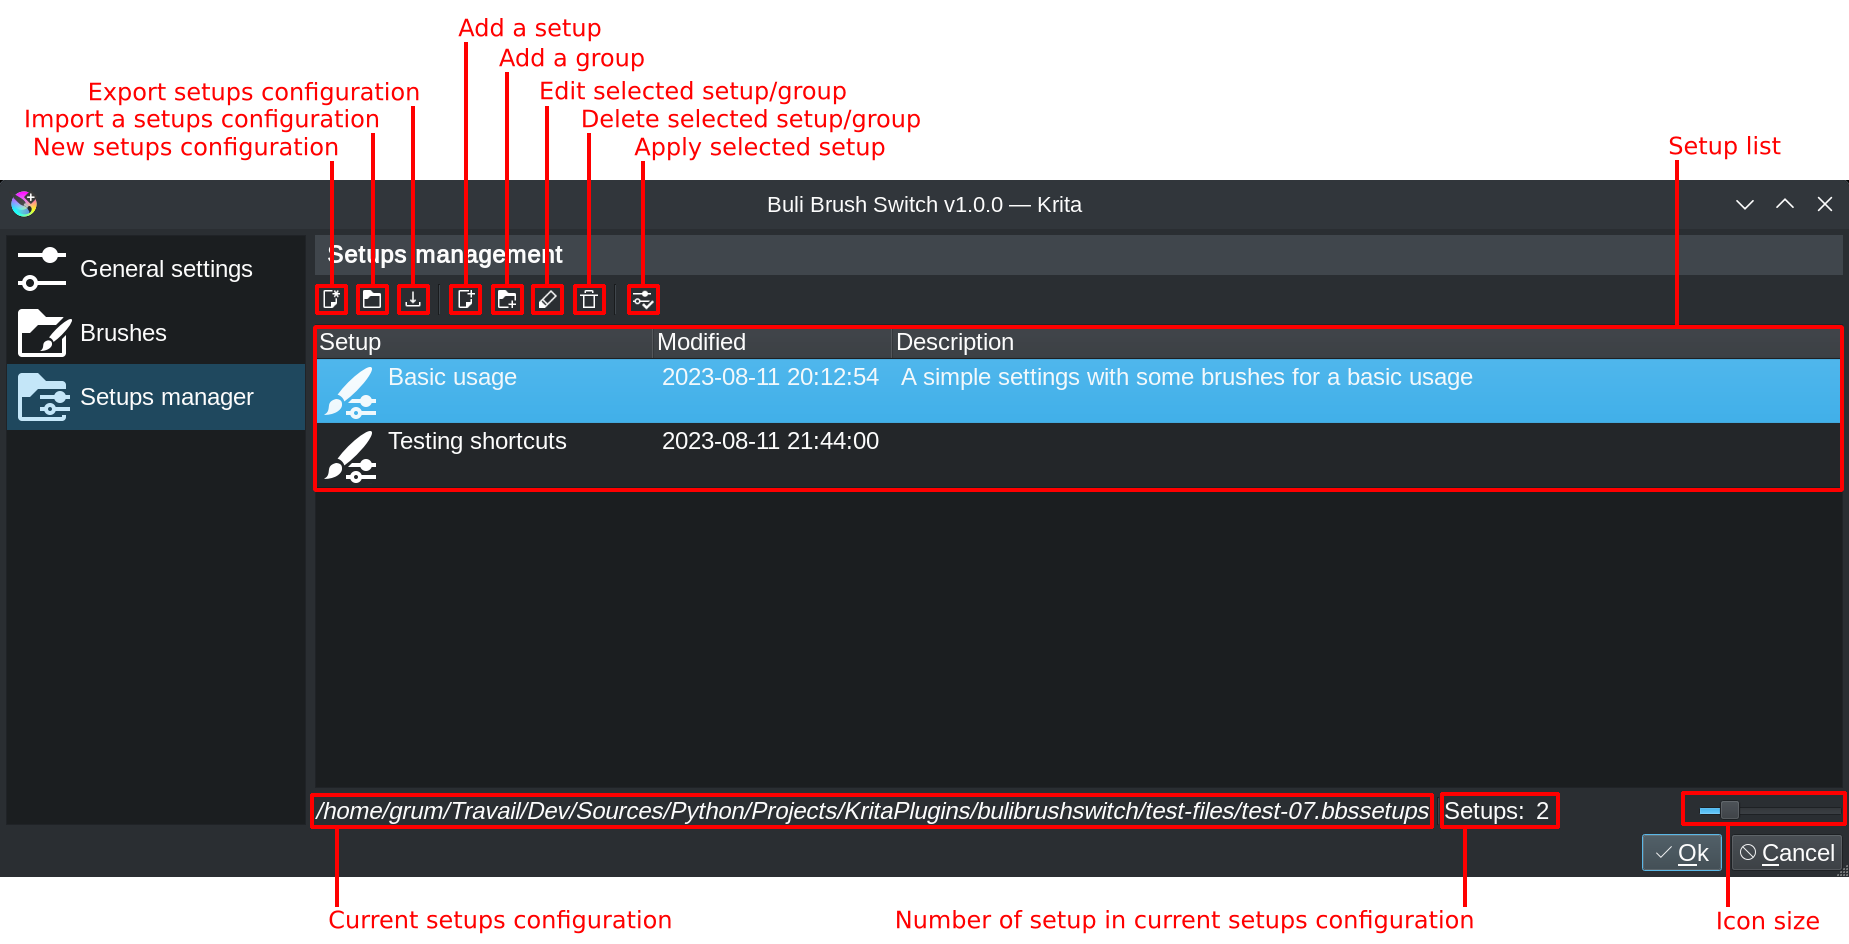 Add a setup
Add a group
Export setups configuration
Edit selected setup/group
Import a setups configuration
Delete selected setup/group
New setups configuration
Apply selected setup
Setup list
Buli Brush Switch v1.0.0 — Krita
General settings
Brushes
Setups manager
Setups management
Setup Modified Description
Basic usage 2023-08-11 20:12:54 A simple settings with some brushes for a basic usage
Testing shortcuts 2023-08-11 21:44:00
/home/grum/Travail/Dev/Sources/Python/Projects/KritaPlugins/bulibrushswitch/test-files/test-07.bbssetups Setups: 2
Ok Cancel
Current setups configuration
Number of setup in current setups configuration
Icon size